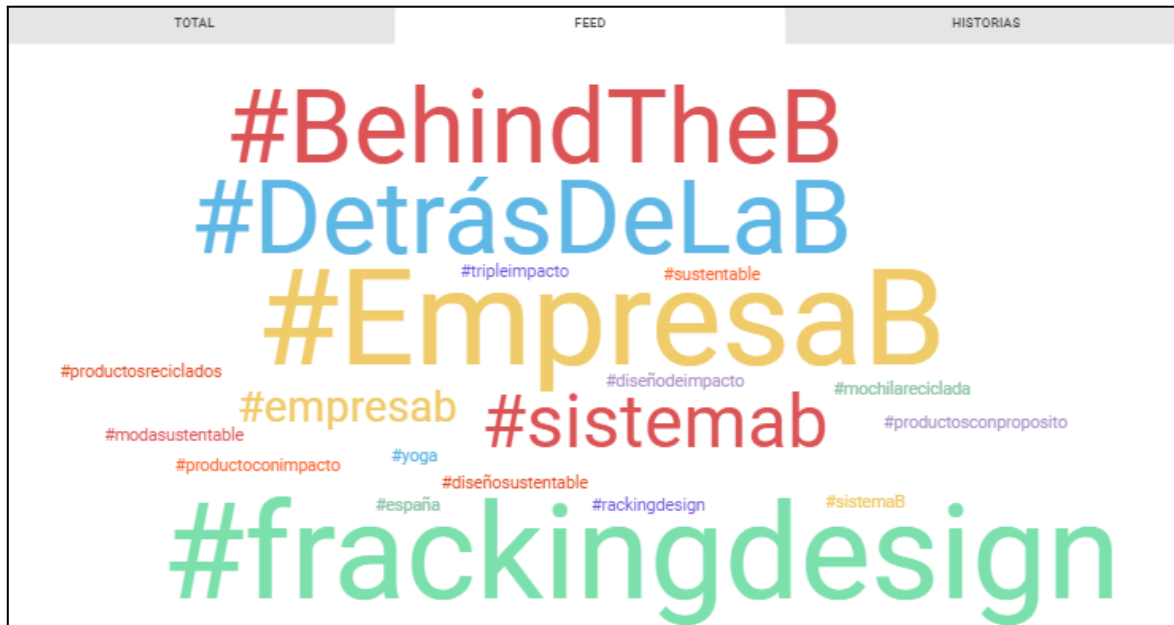 TOTAL FEED HISTORIAS
#BehindTheB
#DetrásDeLaB
#tripleimpacto #sustentable
#EmpresaB
#productosreciclados
#diseñodeimpacto #mochilareciclada
#empresab #sistemab #productosconproposito
#modasustentable
#productoconimpacto #yoga
#diseñosustentable
#españa #rackingdesign #sistemaB
#frackingdesign